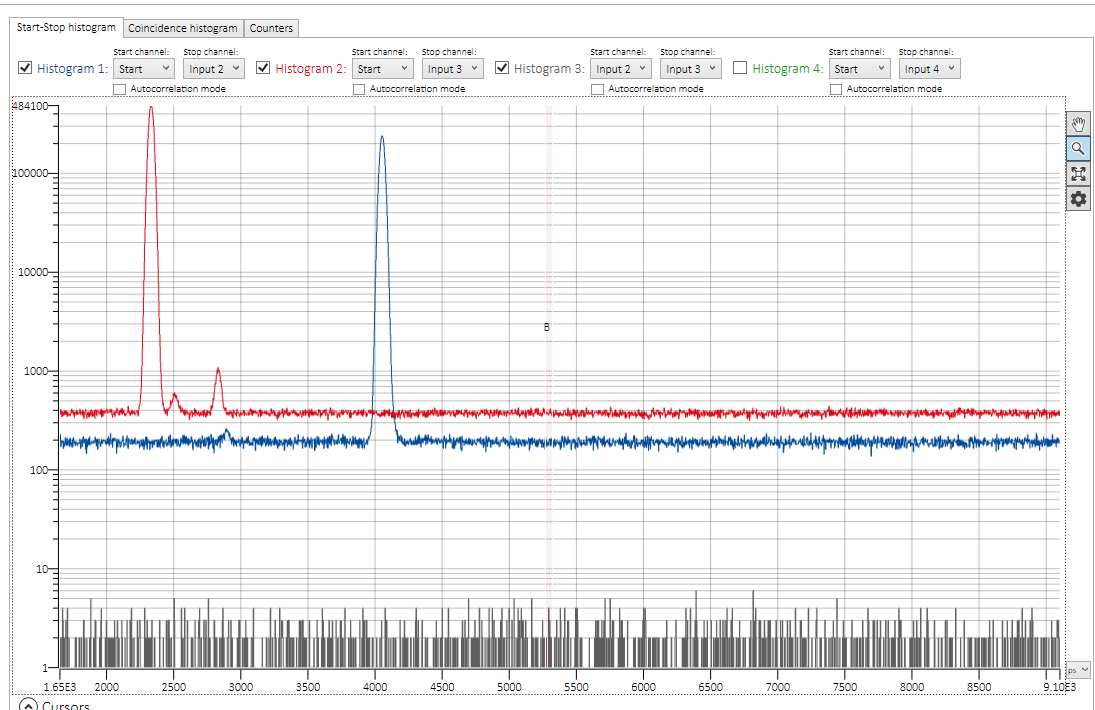 Start-Stop histogram Coincidence histogram Counters
Start channel: Stop channel: Start channel: Stop channel: Start channel: Stop channel: Start channel: Stop channel:
Histogram 1: Start Input 2 Histogram 2: Start Input 3 Histogram 3: Input 2 Input 3 Histogram 4: Start Input 4
Autocorrelation mode Autocorrelation mode Autocorrelation mode Autocorrelation mode
484100
100000
10000
B
1000
100
10
1
ps
1.65E3 2000 2500 3000 3500 4000 4500 5000 5500 6000 6500 7000 7500 8000 8500 9.10E3
Cursors